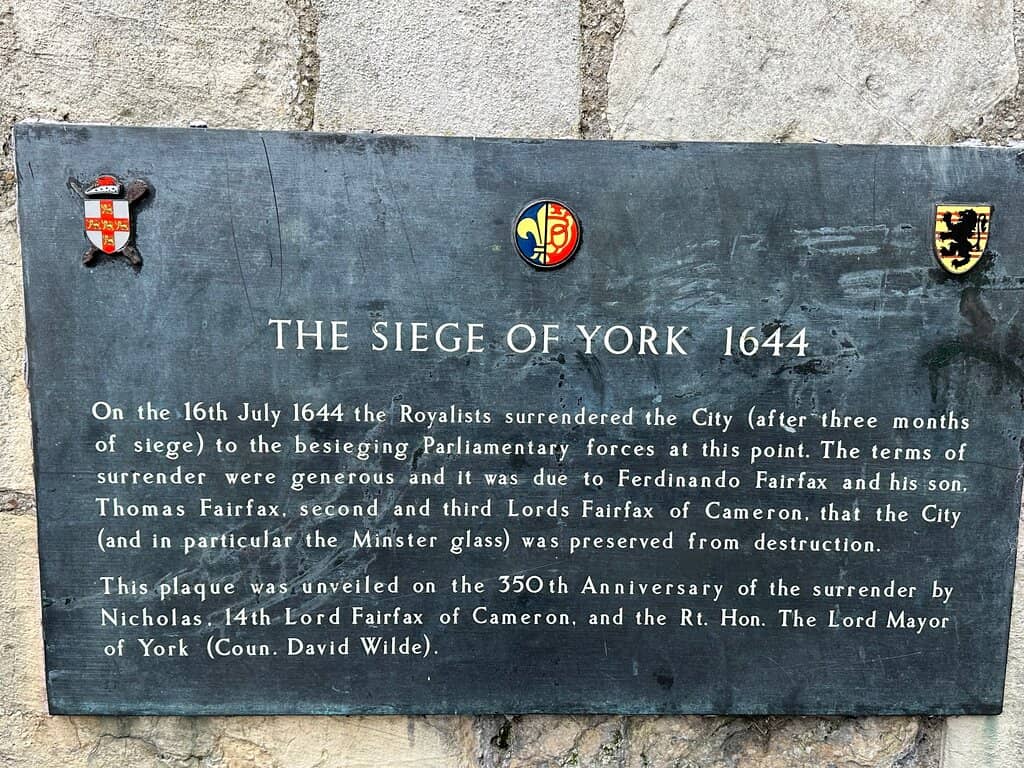 THE SIEGE OF YORK 1644
On the 16th July 1644 the Royalists surrendered the City (after three months
of siege) to the besieging Parliamentary forces at this point. The terms of
surrender were generous and it was due to Ferdinando Fairfax and his son,
Thomas Fairfax, second and third Lords Fairfax of Cameron, that the City
(and in particular the Minster glass) was preserved from destruction.
This plaque was unveiled on the 350th Anniversary of the surrender by
Nicholas, 14th Lord Fairfax of Cameron, and the Rt. Hon. The Lord Mayor
of York (Coun. David Wilde).